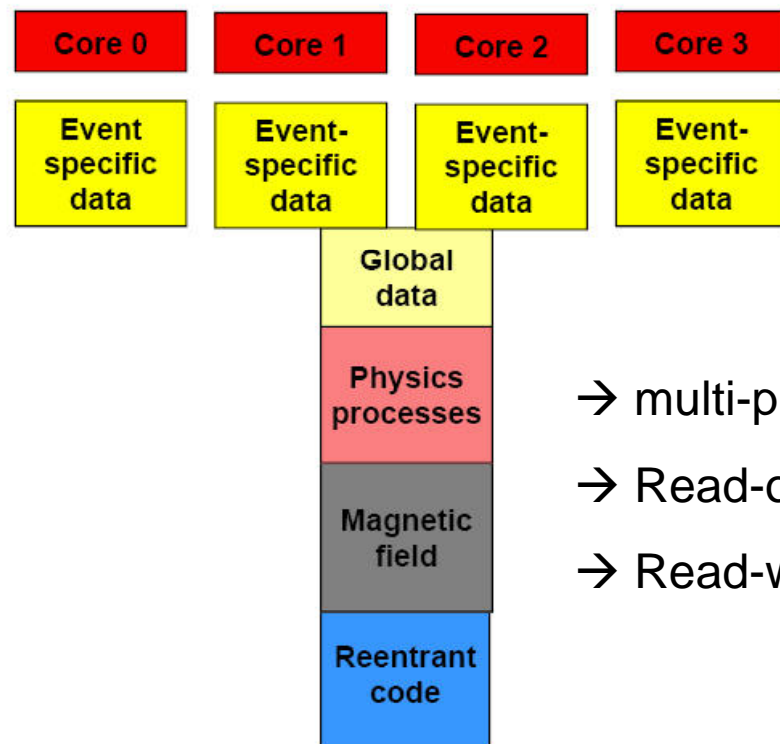 Core 0 Core 1 Core 2 Core 3
Event Event- Event- Event-
specific specific specific specific
data data data data
Global
data
Physics
processes
→ multi-p
Magnetic
field
→ Read-
→ Read-
Reentrant
code